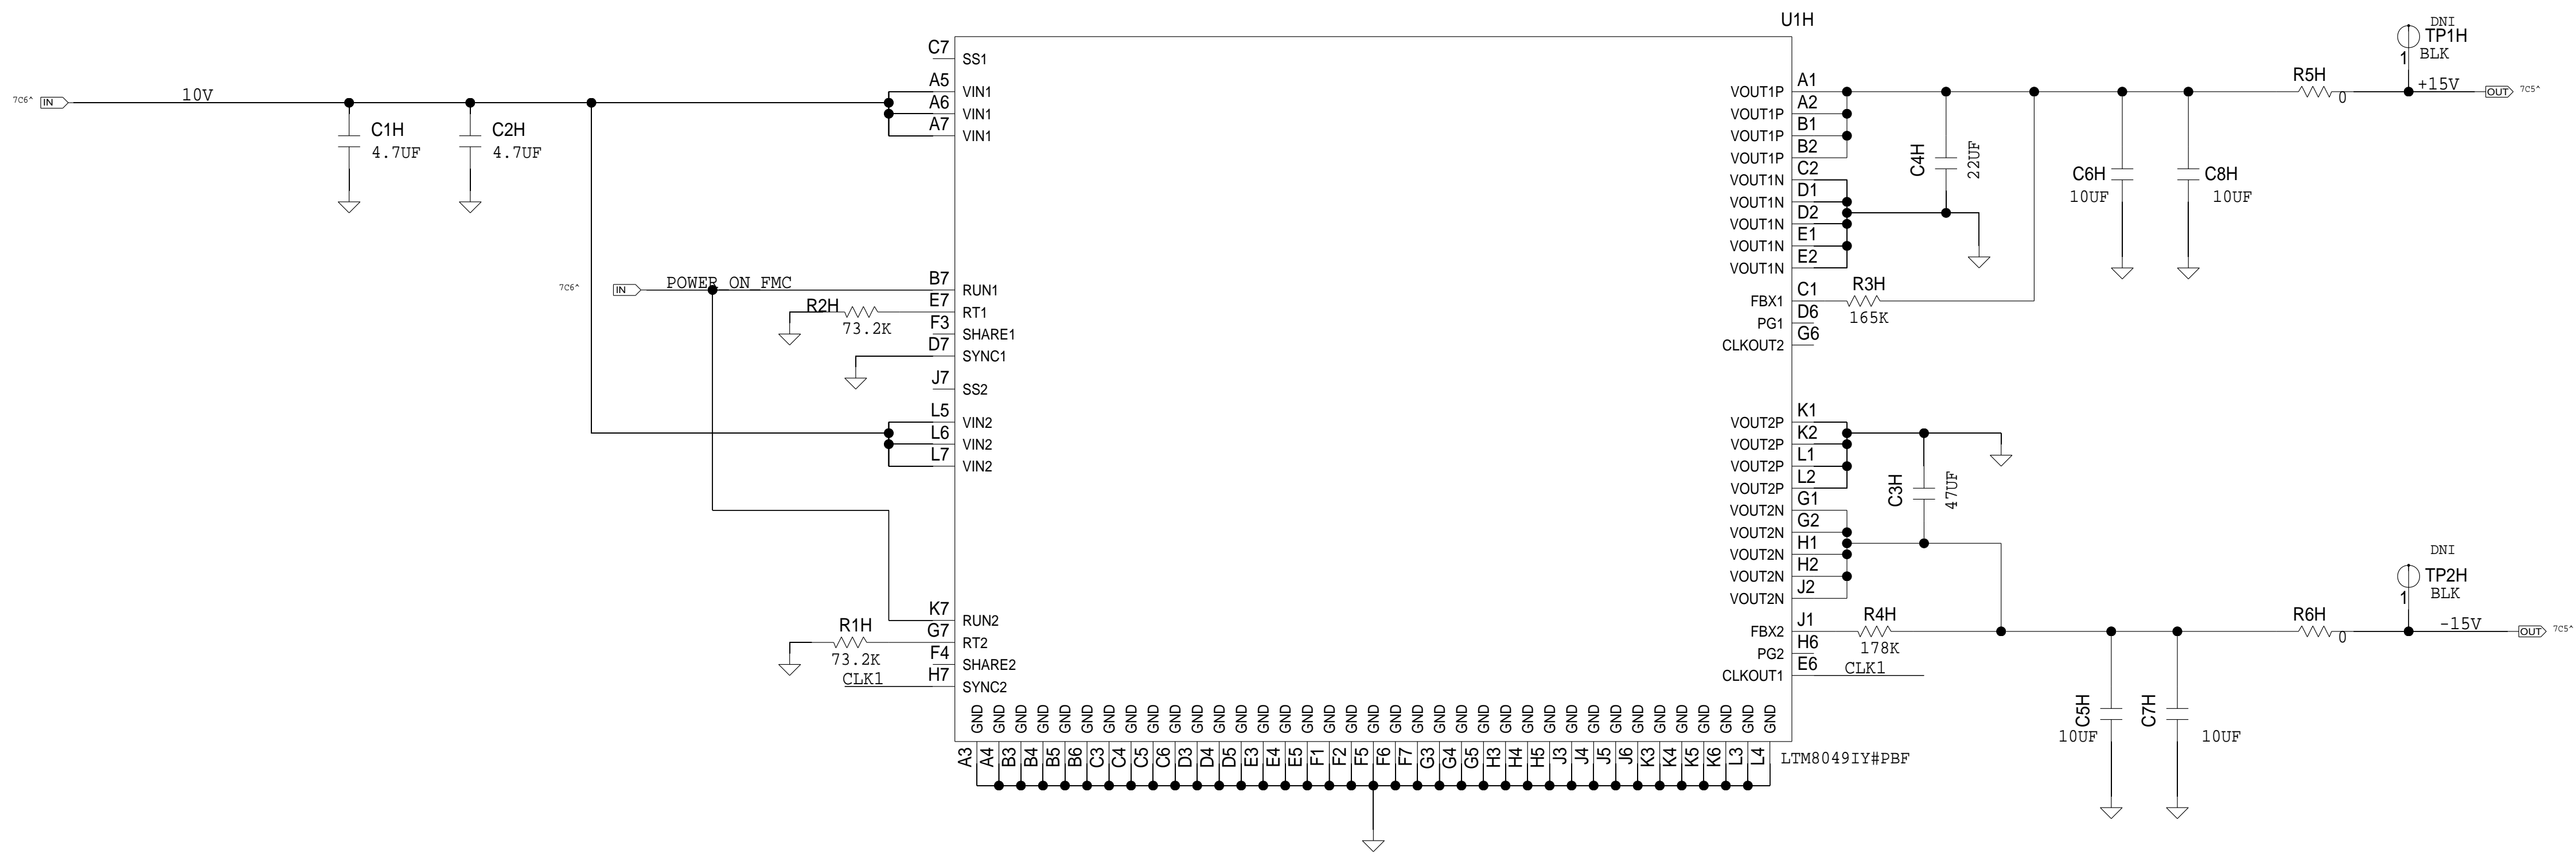 U1H
7C6^ IN 10V
C1H
4.7UF
C2H
4.7UF
7C6^ IN POWER_ON_FMC
R2H
73.2K
R1H
73.2K
CLK1
C7 SS1
A5 VIN1
A6 VIN1
A7 VIN1
B7 RUN1
E7 RT1
F3 SHARE1
D7 SYNC1
J7 SS2
L5 VIN2
L6 VIN2
L7 VIN2
K7 RUN2
G7 RT2
F4 SHARE2
H7 SYNC2
VOUT1P A1
VOUT1P A2
VOUT1P B1
VOUT1P B2
VOUT1N C2
VOUT1N D1
VOUT1N D2
VOUT1N E1
VOUT1N E2
FBX1 C1
PG1 D6
CLKOUT2 G6
VOUT2P K1
VOUT2P K2
VOUT2P L1
VOUT2P L2
VOUT2N G1
VOUT2N G2
VOUT2N H1
VOUT2N H2
VOUT2N J2
FBX2 J1
PG2 H6
CLKOUT1 E6
GND GND GND GND GND GND GND GND GND GND GND GND GND GND GND GND GND GND GND GND GND GND GND GND GND GND GND GND GND GND GND GND GND GND GND GND GND
A3 A4 B3 B4 B5 B6 C3 C4 C5 C6 D3 D4 D5 E3 E4 E5 F1 F2 F5 F6 F7 G3 G4 G5 H3 H4 H5 J3 J4 J5 J6 K3 K4 K5 K6 L3 L4
LTM8049IY#PBF
C4H
22UF
R3H
165K
C6H
10UF
C8H
10UF
R5H
0
DNI
TP1H
BLK
1
+15V OUT 7C5^
C3H
47UF
R4H
178K
CLK1
C5H
10UF
C7H
10UF
R6H
0
DNI
TP2H
BLK
1
-15V OUT 7C5^